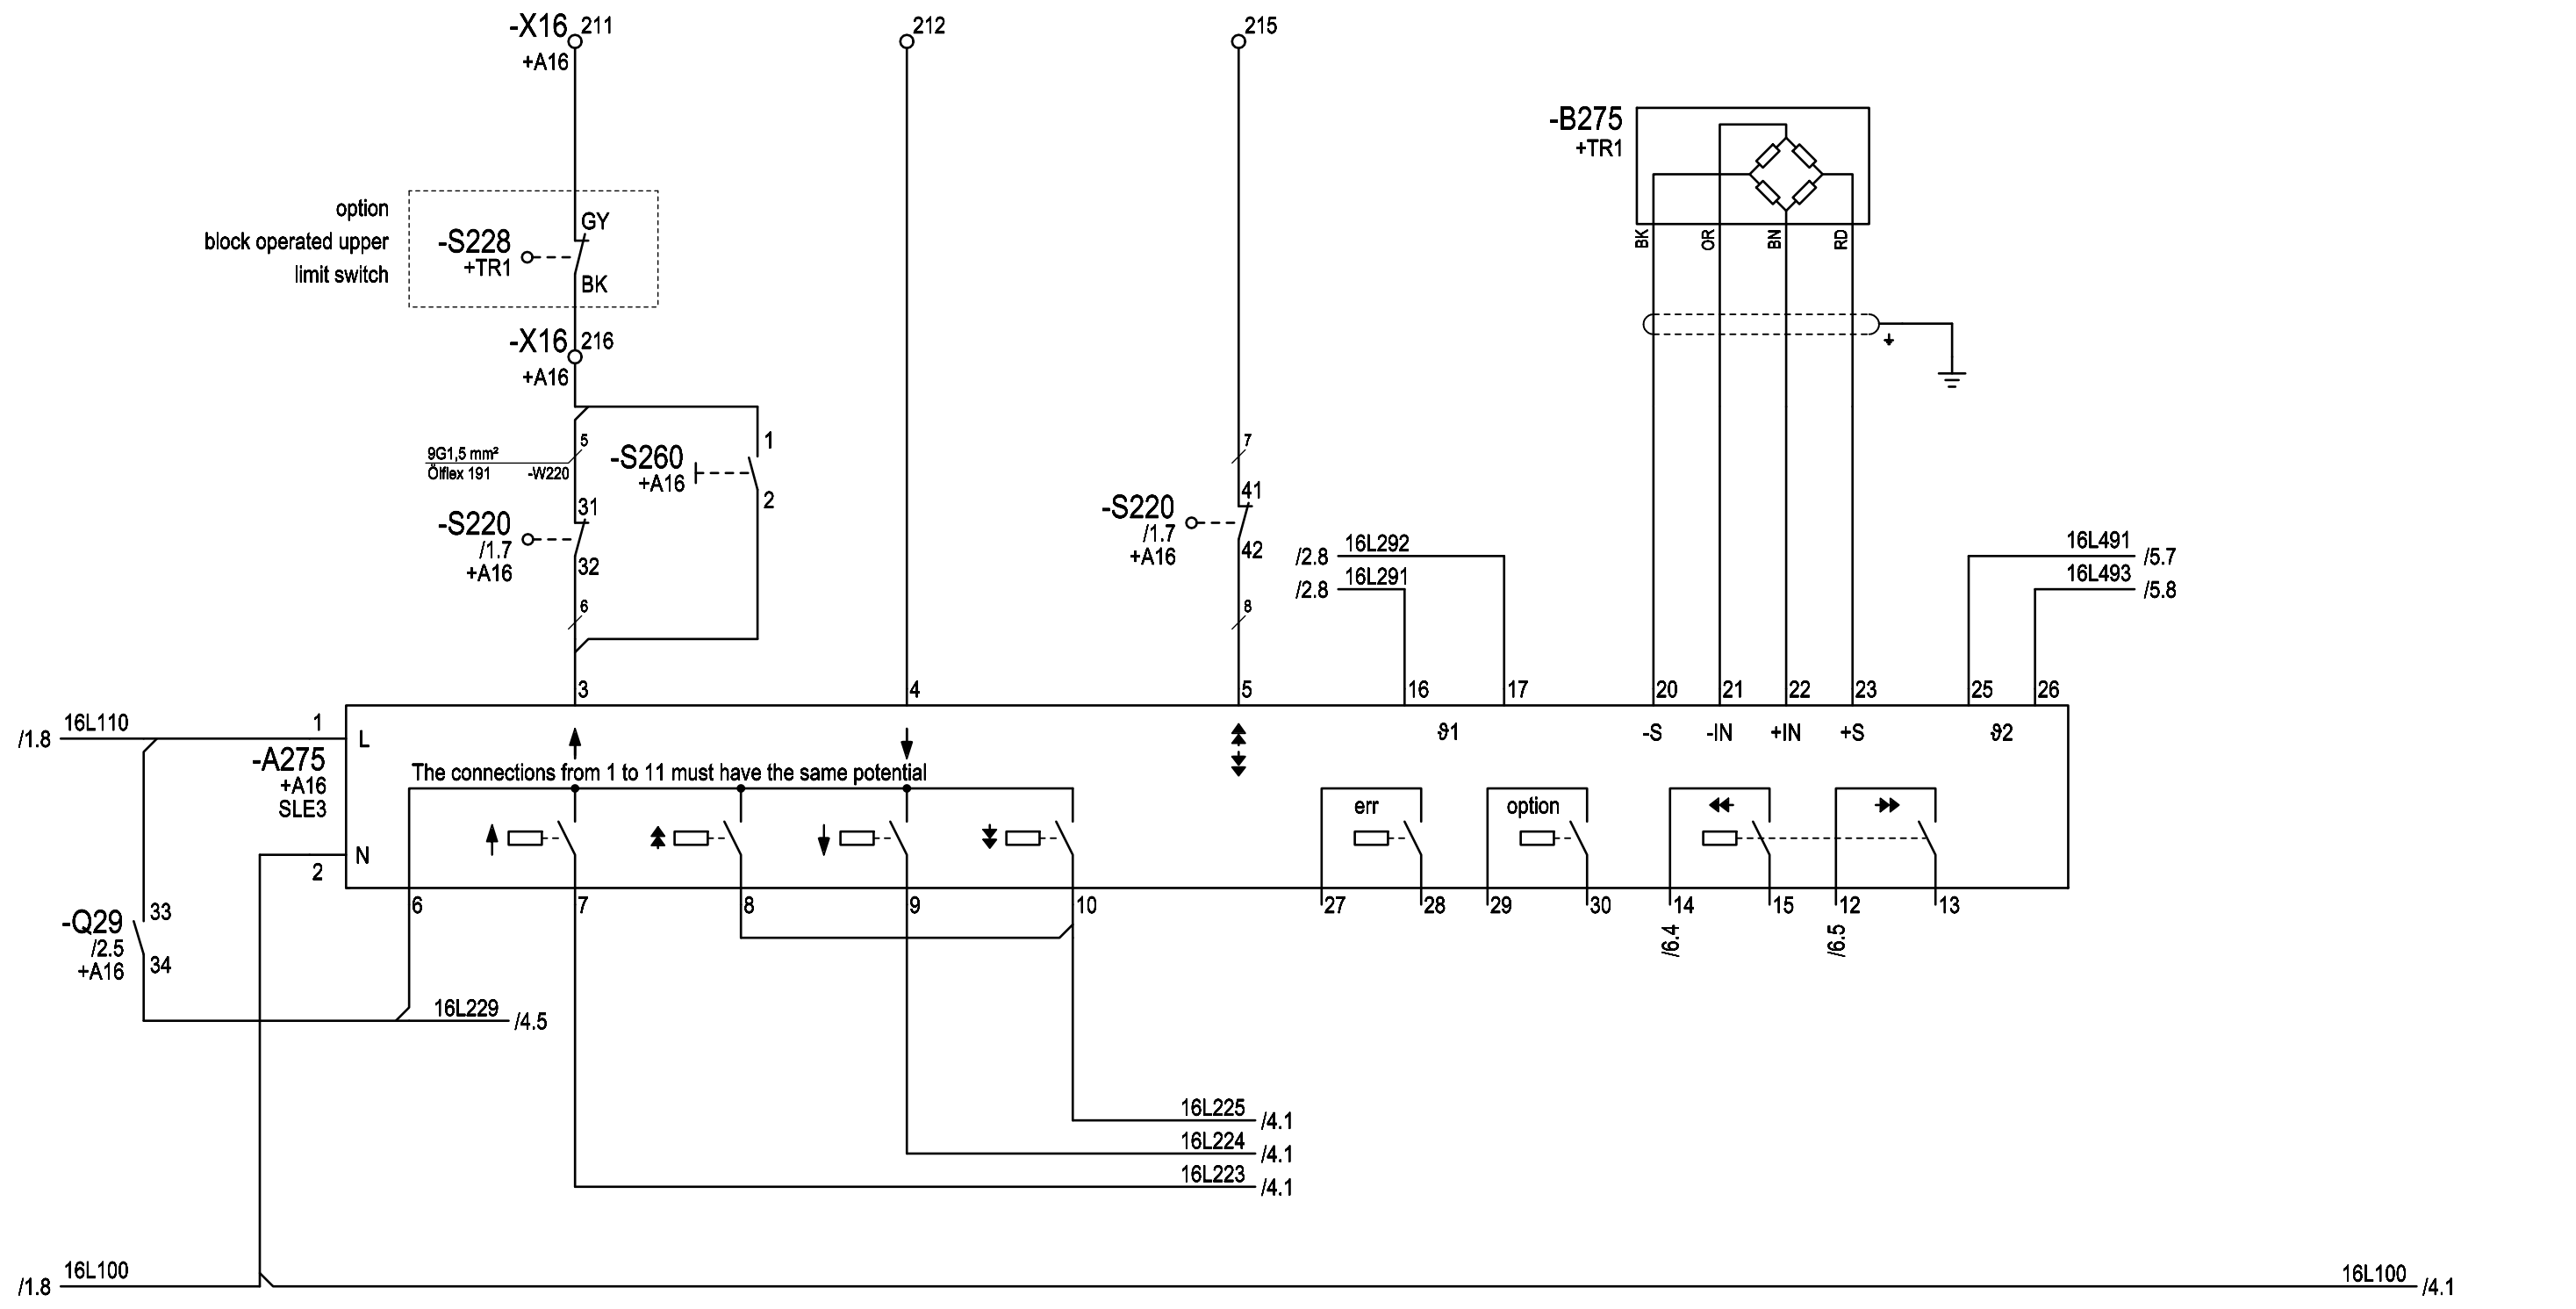 -X16 211
+A16
212
215
-B275
+TR1
BK OR BN RD
option
block operated upper
limit switch
GY
-S228
+TR1
BK
-X16 216
+A16
5
9G1,5 mm²
Ölflex 191 -W220
-S260
+A16
1
2
31
-S220
/1.7
+A16
32
6
7
41
-S220
/1.7
+A16
42
8
/2.8 16L292
/2.8 16L291
16L491 /5.7
16L493 /5.8
3 4 5 16 17 20 21 22 23 25 26
/1.8 16L110 1 L
ϑ1 -S -IN +IN +S ϑ2
-A275
+A16
SLE3
The connections from 1 to 11 must have the same potential
err option
N
2
6 7 8 9 10 27 28 29 30 14 15 12 13
/6.4 /6.5
-Q29
/2.5
+A16
33
34
16L229 /4.5
16L225 /4.1
16L224 /4.1
16L223 /4.1
/1.8 16L100
16L100 /4.1